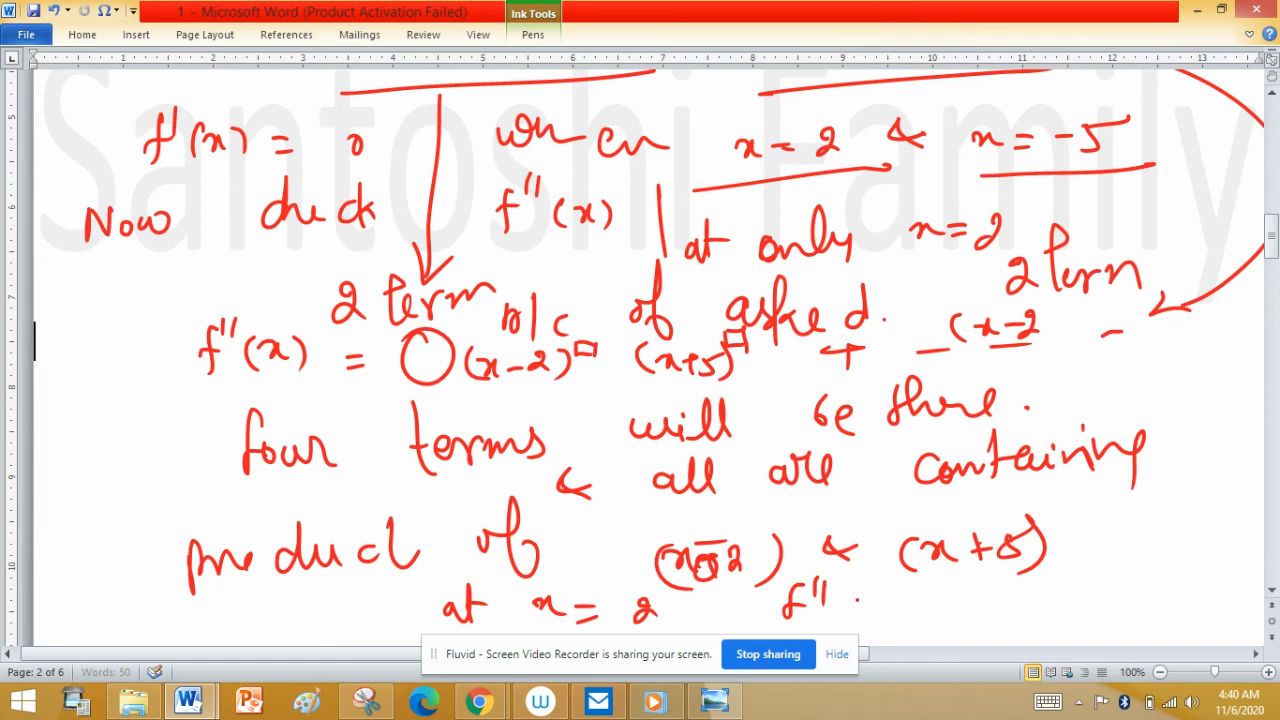 1 - Microsoft Word (Product Activation Failed)
Ink Tools
File Home Insert Page Layout References Mailings Review View Pens
Santoshi Family
f'(x) = 0 when x = 2 & x = -5
Now check f''(x) | at only x = 2
2 term b/c of asked. 2 term
f''(x) = (x-2)□ (x+5)□ + _ (x-2 -
four terms will be there.
& all are containing
product of (x-2) & (x+5)
at x = 2 f'' .
Fluvid - Screen Video Recorder is sharing your screen. Stop sharing Hide
Page: 2 of 6 Words: 50 100%
4:40 AM
11/6/2020